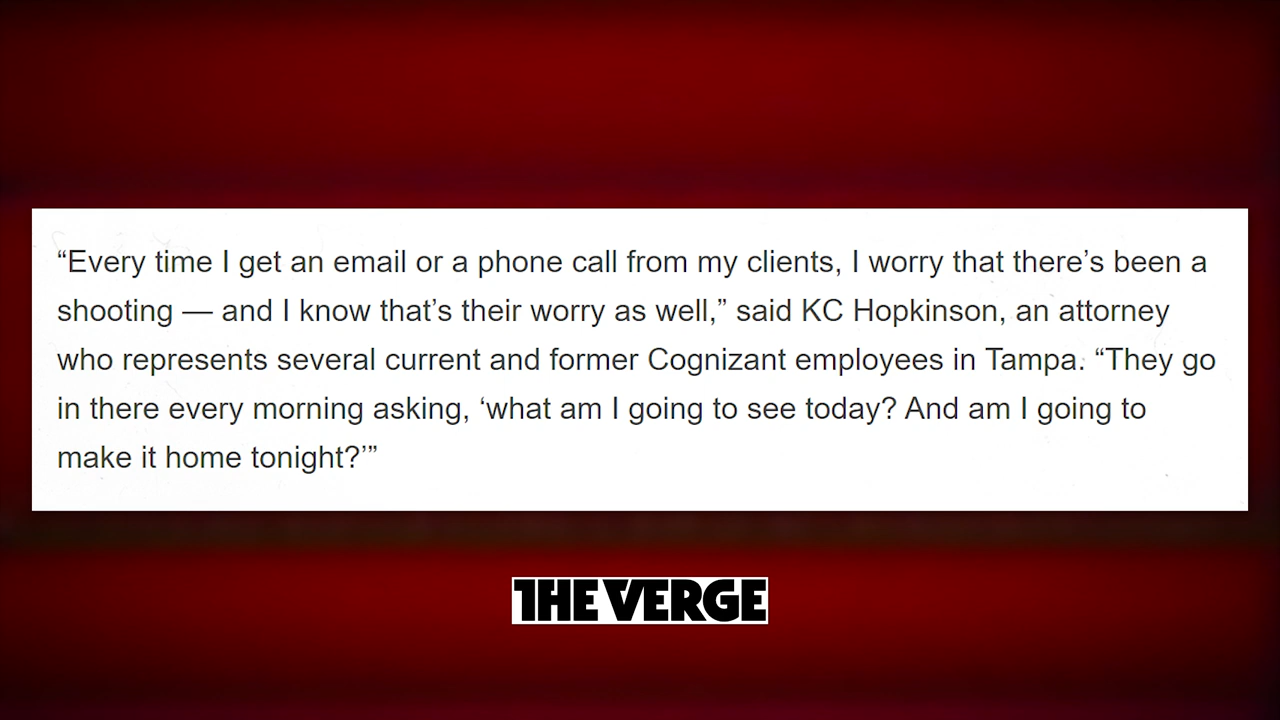 “Every time I get an email or a phone call from my clients, I worry that there’s been a
shooting — and I know that’s their worry as well,” said KC Hopkinson, an attorney
who represents several current and former Cognizant employees in Tampa. “They go
in there every morning asking, ‘what am I going to see today? And am I going to
make it home tonight?’”
THE VERGE